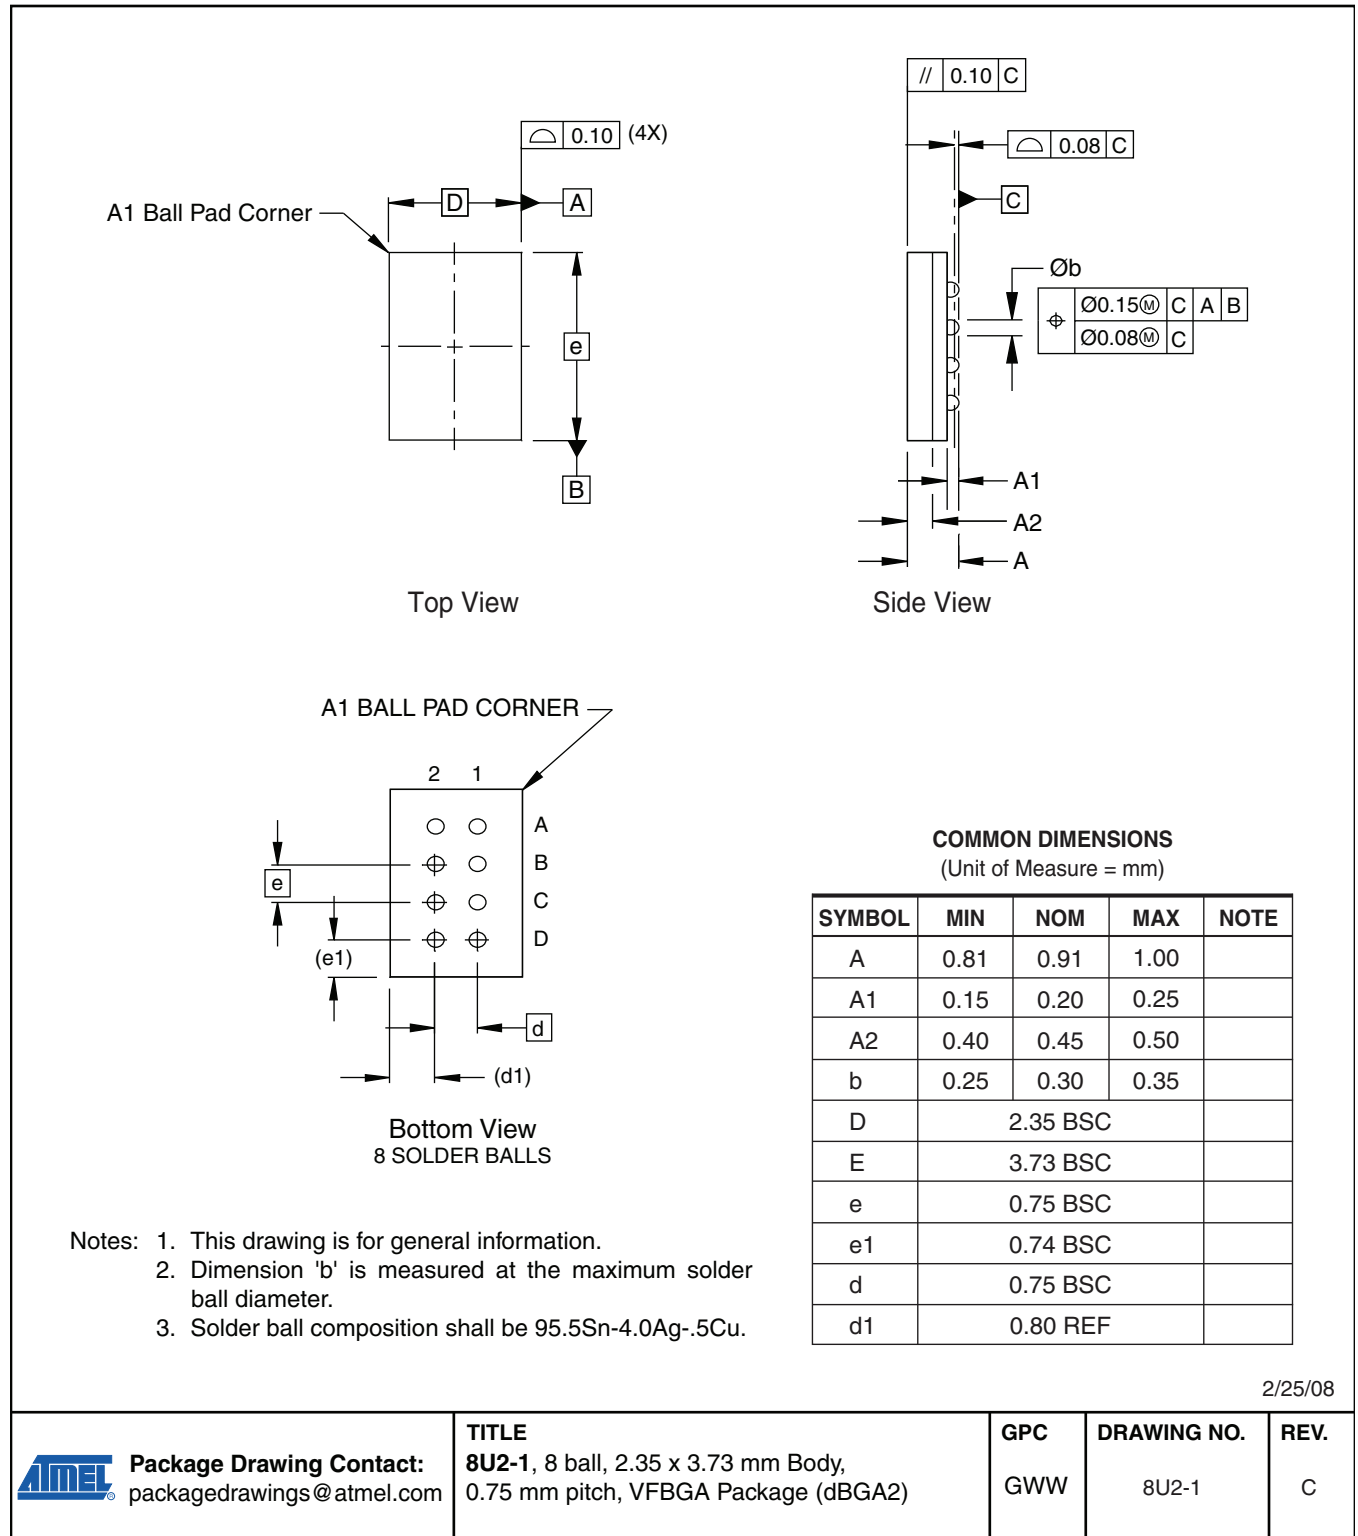 // 0.10 C
⌓ 0.10 (4X)
⌓ 0.08 C
A1 Ball Pad Corner
D
A
C
Øb
e
⌖ Ø0.15Ⓜ C A B
Ø0.08Ⓜ C
B
A1
A2
A
Top View
Side View
A1 BALL PAD CORNER
2 1
A
B
C
D
e
(e1)
d
(d1)
Bottom View
8 SOLDER BALLS
COMMON DIMENSIONS
(Unit of Measure = mm)
SYMBOL MIN NOM MAX NOTE
A 0.81 0.91 1.00
A1 0.15 0.20 0.25
A2 0.40 0.45 0.50
b 0.25 0.30 0.35
D 2.35 BSC
E 3.73 BSC
e 0.75 BSC
e1 0.74 BSC
d 0.75 BSC
d1 0.80 REF
Notes: 1. This drawing is for general information.
2. Dimension 'b' is measured at the maximum solder
ball diameter.
3. Solder ball composition shall be 95.5Sn-4.0Ag-.5Cu.
2/25/08
ATMEL ®
Package Drawing Contact:
packagedrawings@atmel.com
TITLE
8U2-1, 8 ball, 2.35 x 3.73 mm Body,
0.75 mm pitch, VFBGA Package (dBGA2)
GPC
GWW
DRAWING NO.
8U2-1
REV.
C